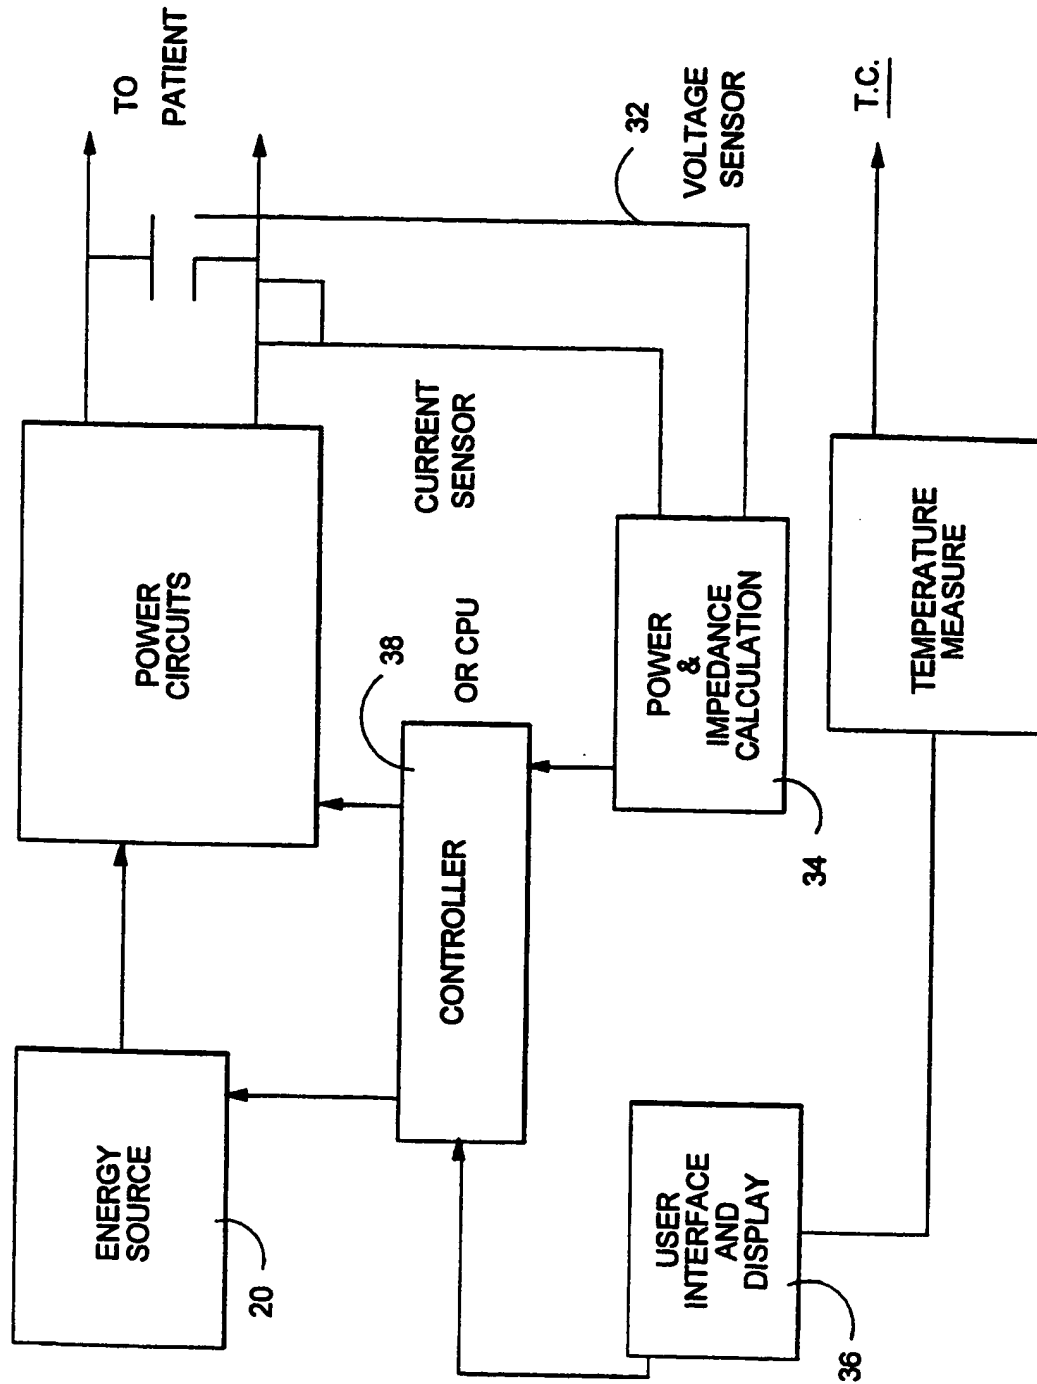 ENERGY
SOURCE
20
POWER
CIRCUITS
TO
PATIENT
CONTROLLER
38
OR CPU
CURRENT
SENSOR
32
VOLTAGE
SENSOR
USER
INTERFACE
AND
DISPLAY
36
POWER
&
IMPEDANCE
CALCULATION
34
TEMPERATURE
MEASURE
T.C.